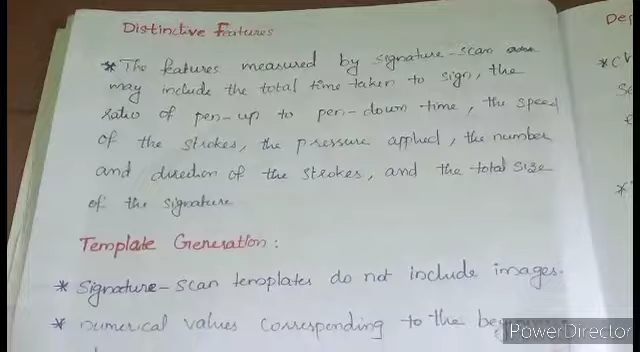 Distinctive Features
* The features measured by signature-scan
may include the total time taken to sign, the
ratio of pen-up to pen-down time, the speed
of the strokes, the pressure applied, the number
and direction of the strokes, and the total size
of the signature
Template Generation:
* Signature-scan templates do not include images.
* numerical values corresponding to the
PowerDirector